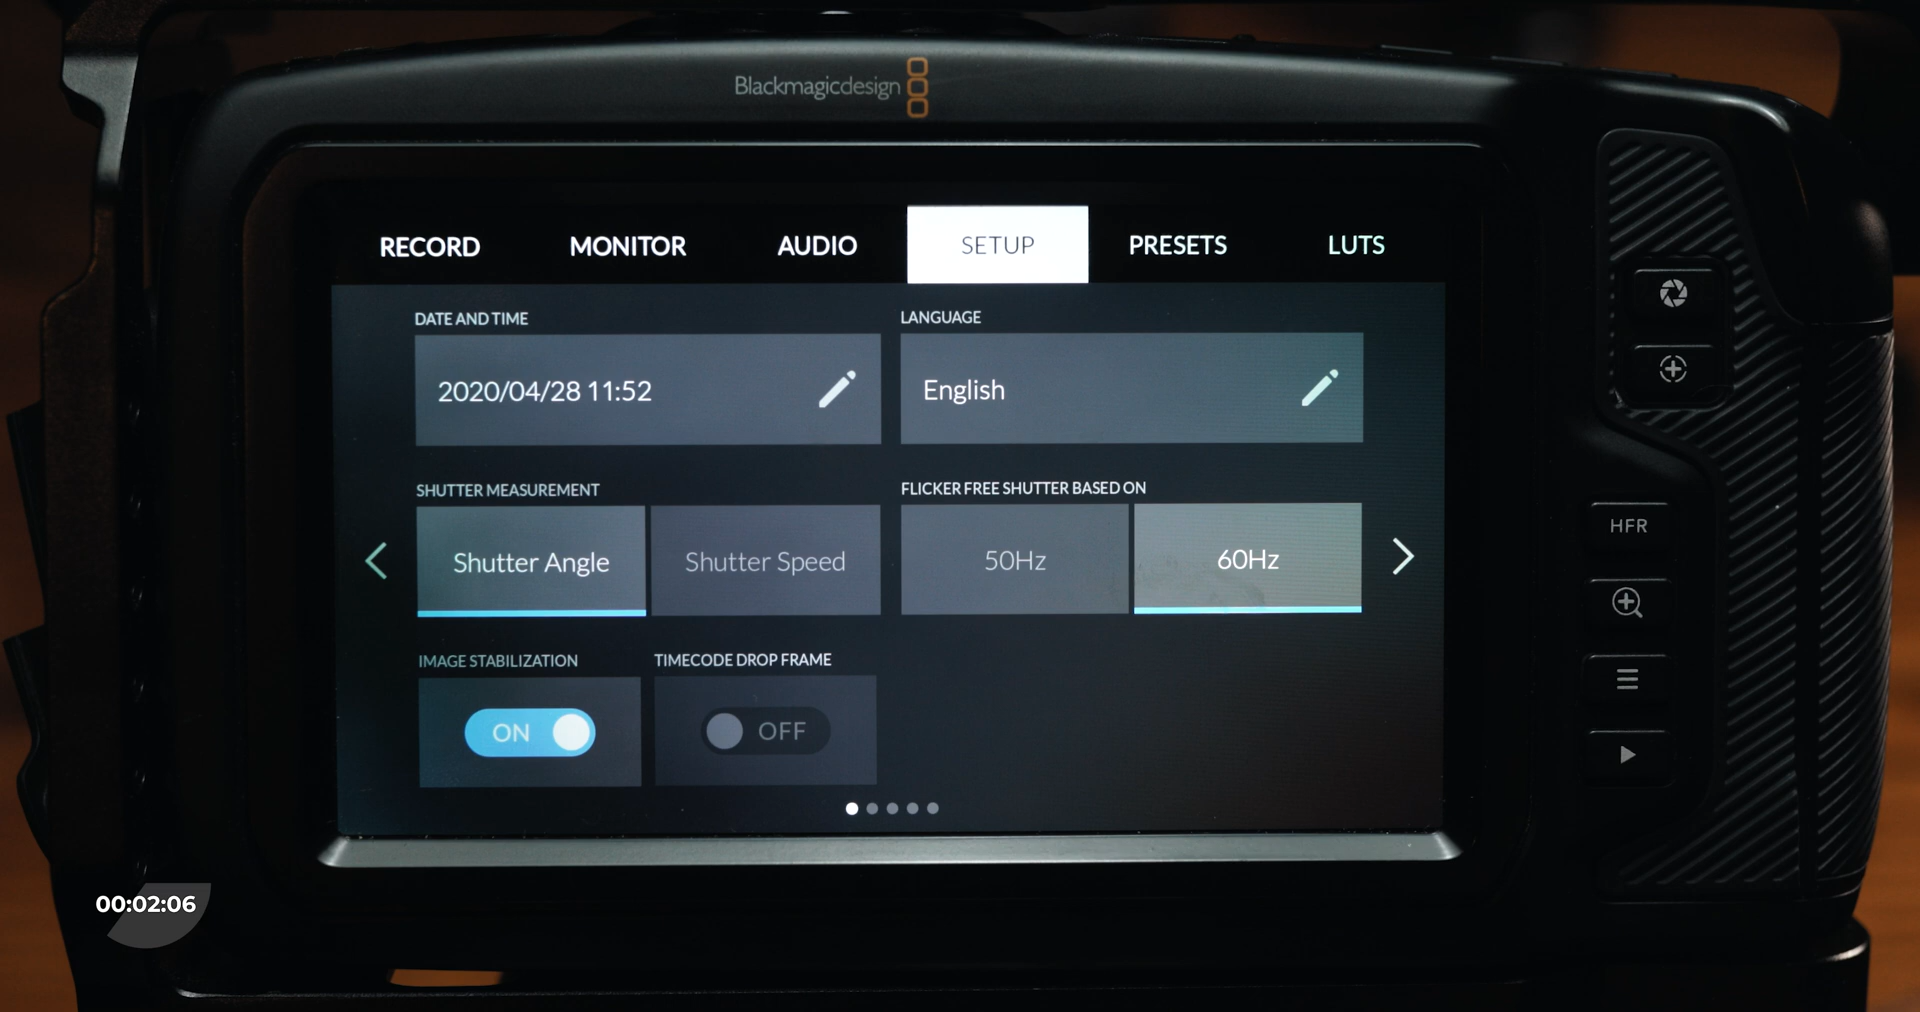 Blackmagicdesign
RECORD MONITOR AUDIO SETUP PRESETS LUTS
DATE AND TIME
LANGUAGE
2020/04/28 11:52
English
SHUTTER MEASUREMENT
FLICKER FREE SHUTTER BASED ON
Shutter Angle
Shutter Speed
50Hz
60Hz
IMAGE STABILIZATION
TIMECODE DROP FRAME
ON
OFF
HFR
00:02:06